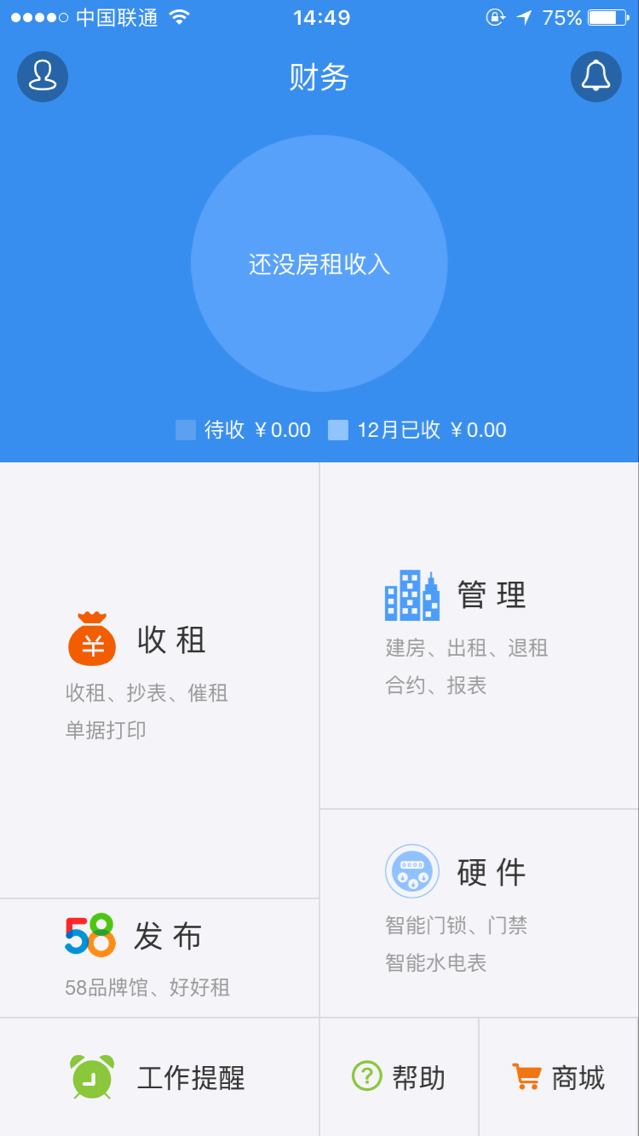 中国联通 14:49 75%
财务
还没房租收入
待收 ￥0.00 12月已收 ￥0.00
收租
收租、抄表、催租
单据打印
管理
建房、出租、退租
合约、报表
硬件
智能门锁、门禁
智能水电表
58 发布
58品牌馆、好好租
工作提醒
帮助
商城